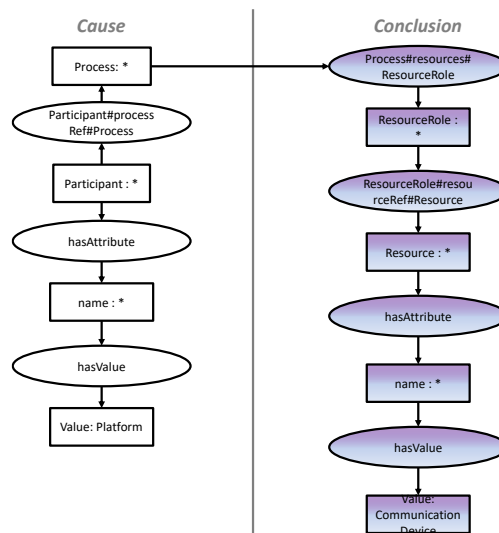 Cause
Process: *
Participant#process
Ref#Process
Participant : *
hasAttribute
name : *
hasValue
Value: Platform
Conclusion
Process#resources#
ResourceRole
ResourceRole :
*
ResourceRole#resou
rceRef#Resource
Resource : *
hasAttribute
name : *
hasValue
Value:
Communication
Device